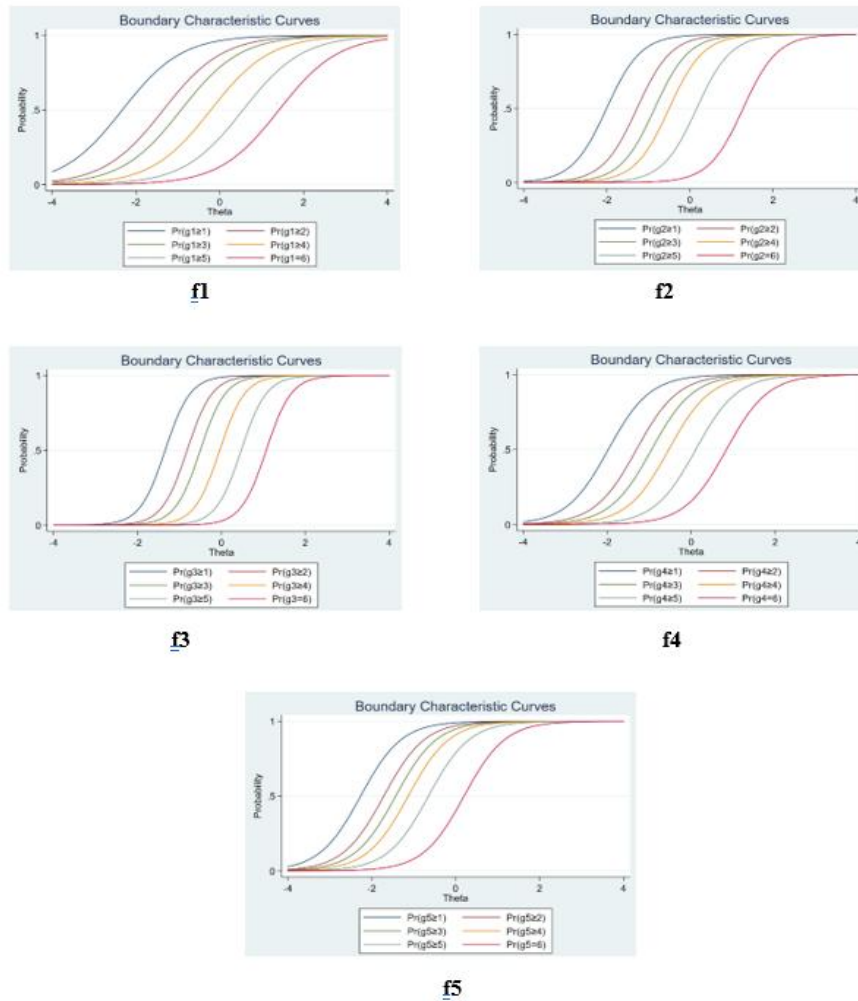 Boundary Characteristic Curves
Probability
1
.5
0
-4 -2 0 2 4
Theta
Pr(g1≥1) Pr(g1≥2)
Pr(g1≥3) Pr(g1≥4)
Pr(g1≥5) Pr(g1=6)
f1
Boundary Characteristic Curves
Probability
1
.5
0
-4 -2 0 2 4
Theta
Pr(g2≥1) Pr(g2≥2)
Pr(g2≥3) Pr(g2≥4)
Pr(g2≥5) Pr(g2=6)
f2
Boundary Characteristic Curves
Probability
1
.5
0
-4 -2 0 2 4
Theta
Pr(g3≥1) Pr(g3≥2)
Pr(g3≥3) Pr(g3≥4)
Pr(g3≥5) Pr(g3=6)
f3
Boundary Characteristic Curves
Probability
1
.5
0
-4 -2 0 2 4
Theta
Pr(g4≥1) Pr(g4≥2)
Pr(g4≥3) Pr(g4≥4)
Pr(g4≥5) Pr(g4=6)
f4
Boundary Characteristic Curves
Probability
1
.5
0
-4 -2 0 2 4
Theta
Pr(g5≥1) Pr(g5≥2)
Pr(g5≥3) Pr(g5≥4)
Pr(g5≥5) Pr(g5=6)
f5